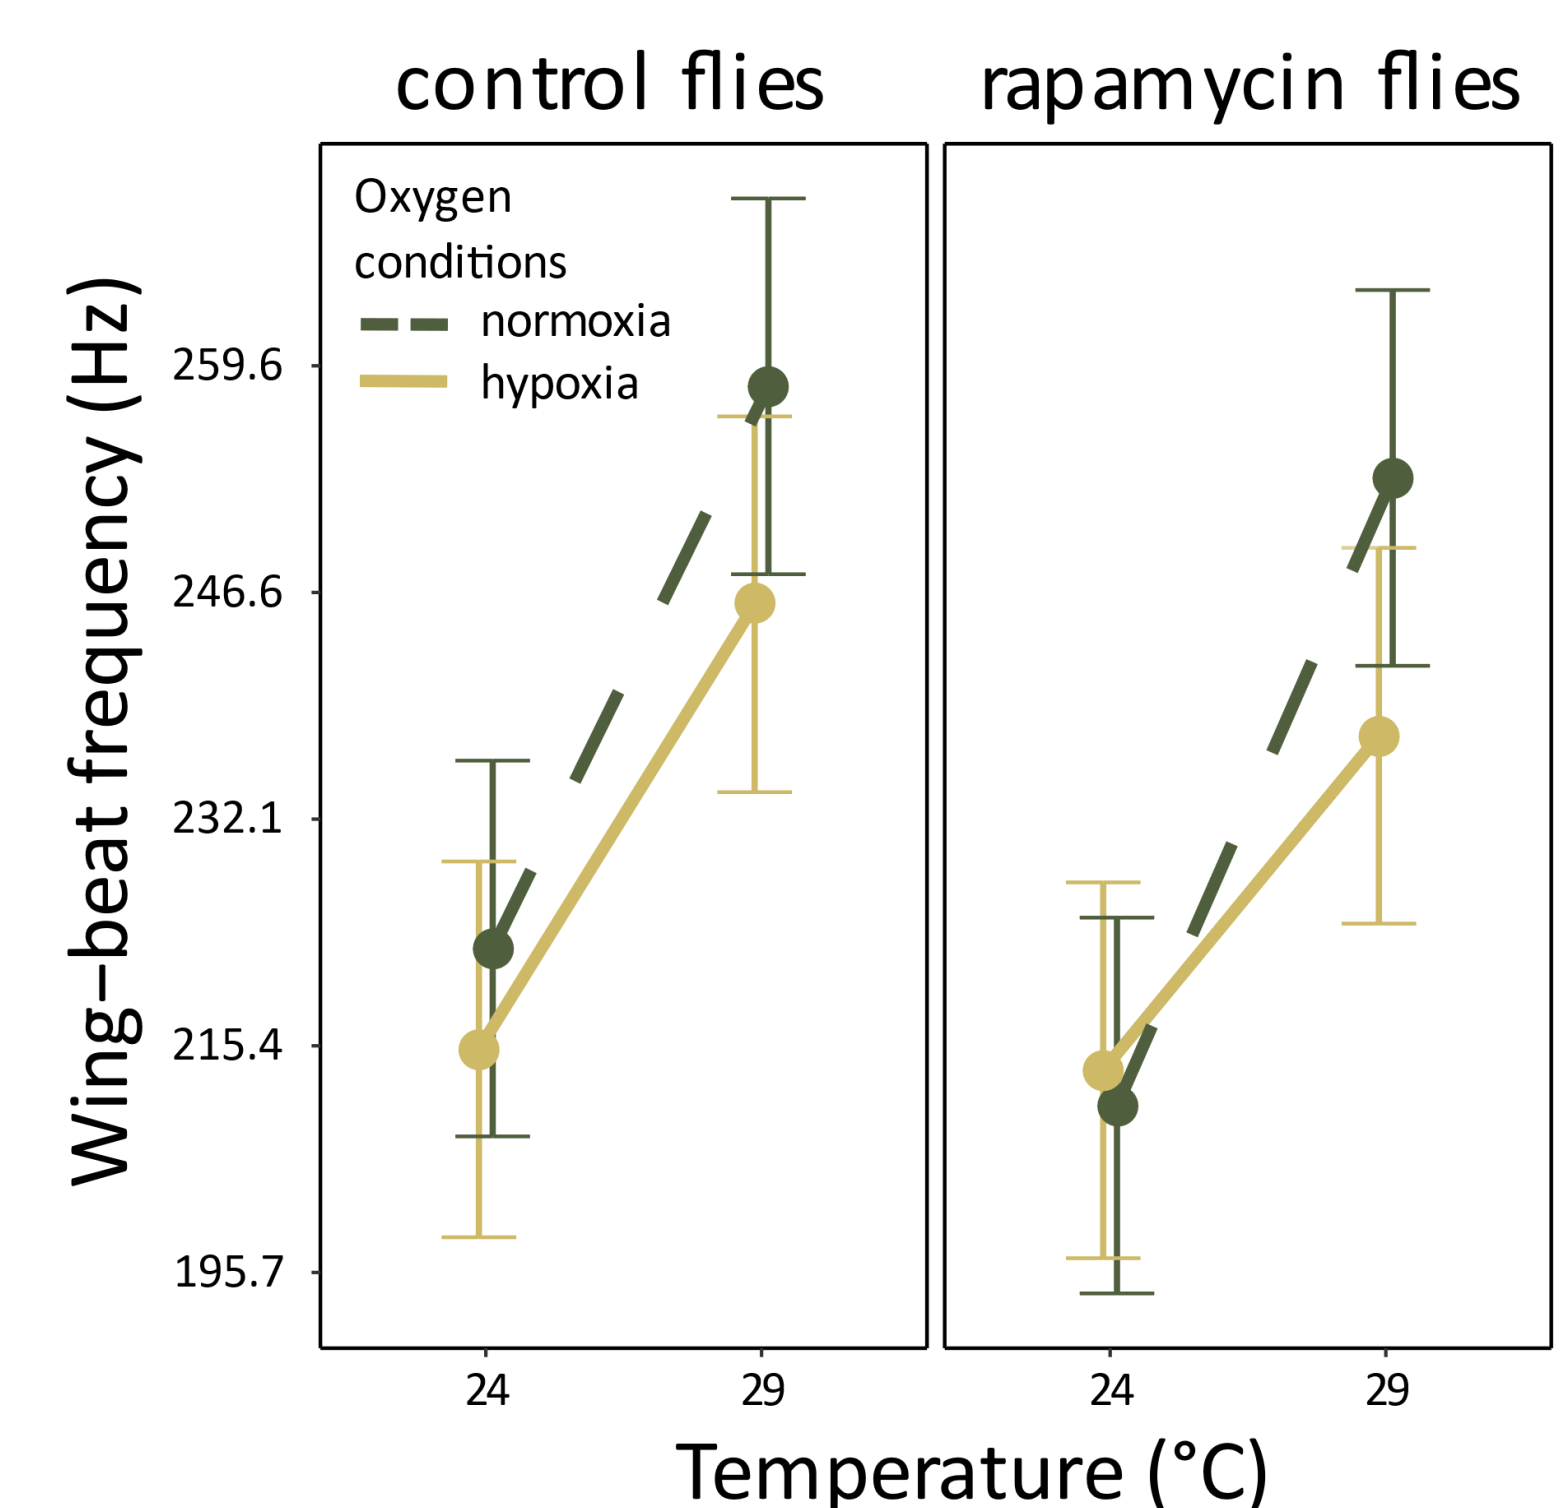 control flies
rapamycin flies
Oxygen
conditions
normoxia
hypoxia
Wing–beat frequency (Hz)
259.6
246.6
232.1
215.4
195.7
24
29
24
29
Temperature (°C)